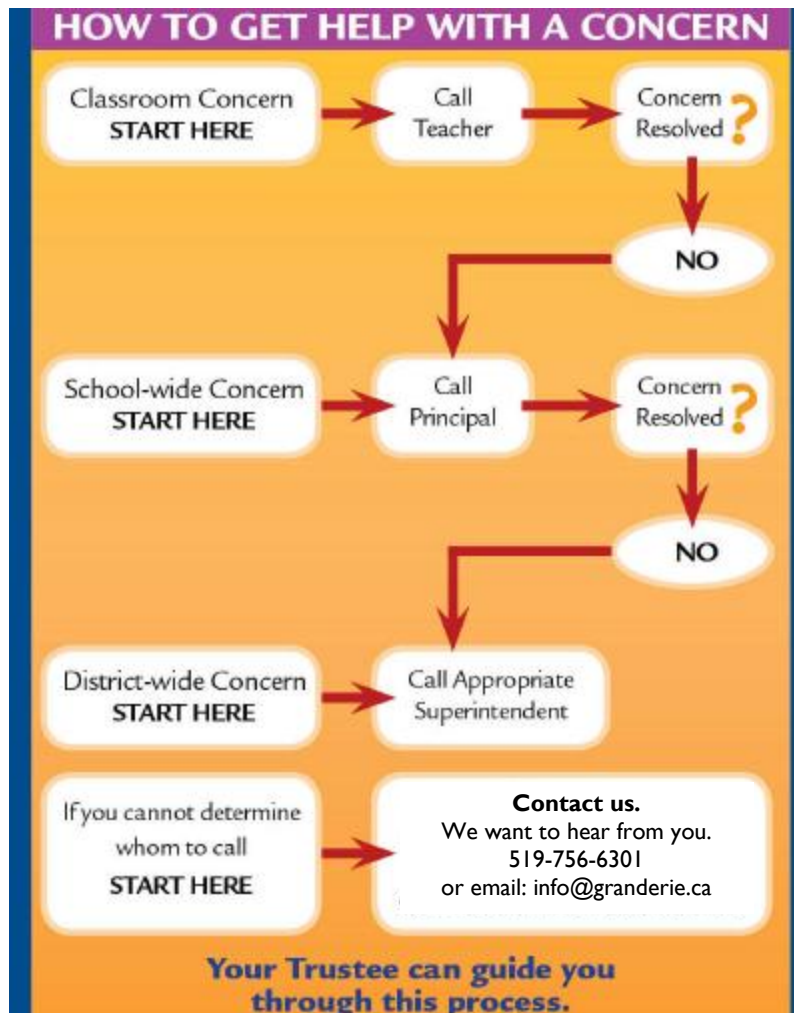 HOW TO GET HELP WITH A CONCERN
Classroom Concern
START HERE
Call
Teacher
Concern
Resolved ?
NO
School-wide Concern
START HERE
Call
Principal
Concern
Resolved ?
NO
District-wide Concern
START HERE
Call Appropriate
Superintendent
If you cannot determine
whom to call
START HERE
Contact us.
We want to hear from you.
519-756-6301
or email: info@granderie.ca
Your Trustee can guide you
through this process.